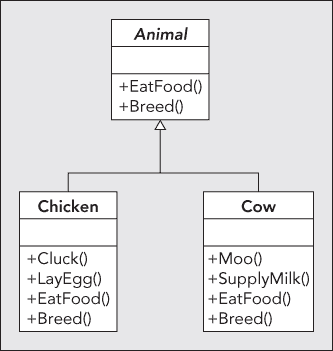 Animal
+EatFood()
+Breed()
Chicken
+Cluck()
+LayEgg()
+EatFood()
+Breed()
Cow
+Moo()
+SupplyMilk()
+EatFood()
+Breed()